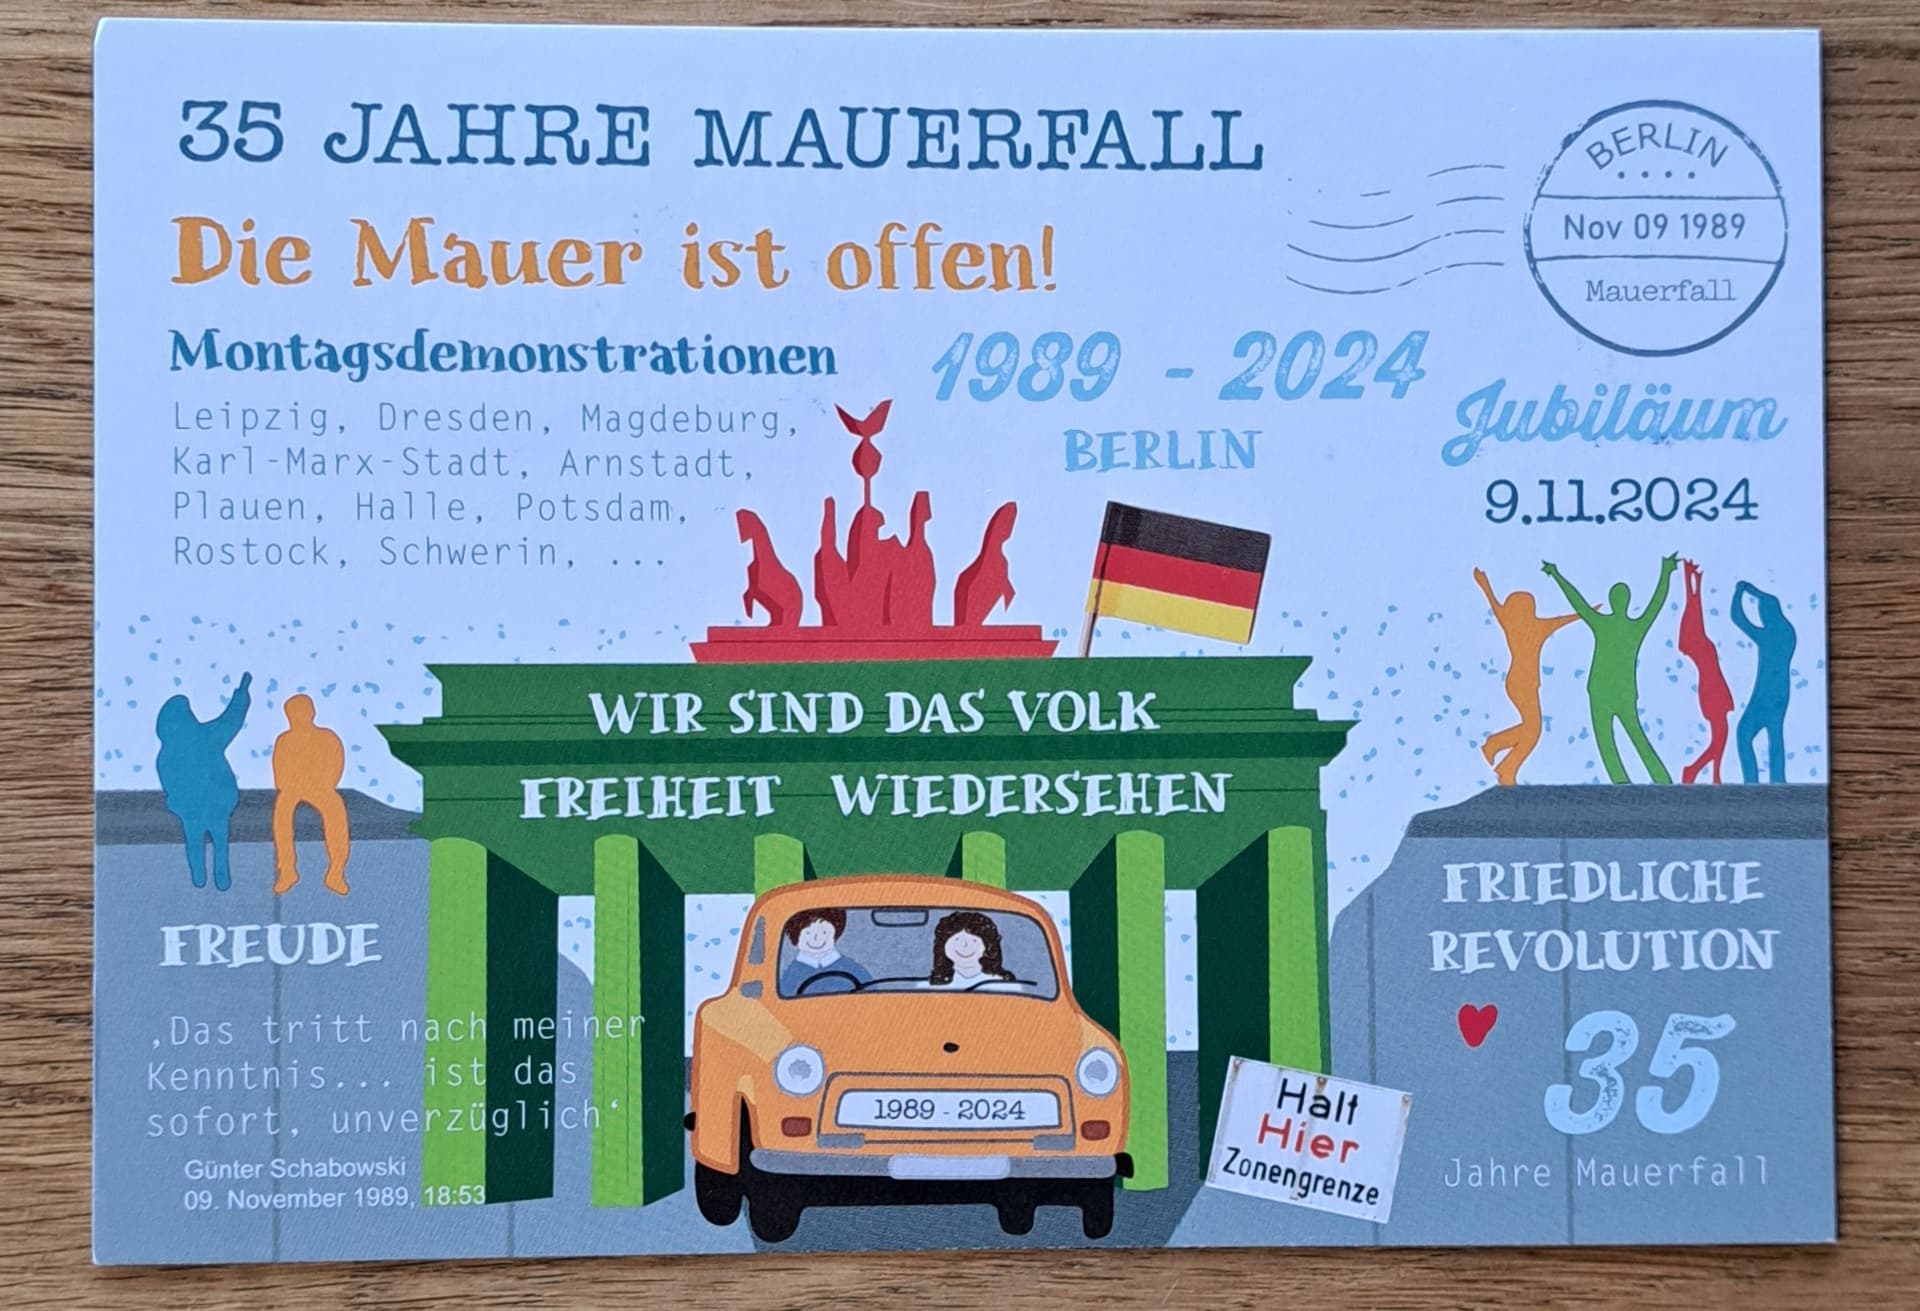 35 JAHRE MAUERFALL
Die Mauer ist offen!
BERLIN
Nov 09 1989
Mauerfall
Montagsdemonstrationen
Leipzig, Dresden, Magdeburg,
Karl-Marx-Stadt, Arnstadt,
Plauen, Halle, Potsdam,
Rostock, Schwerin, ...
1989 - 2024
BERLIN
Jubiläum
9.11.2024
WIR SIND DAS VOLK
FREIHEIT WIEDERSEHEN
FREUDE
‚Das tritt nach meiner
Kenntnis... ist das
sofort, unverzüglich‘
Günter Schabowski
09. November 1989, 18:53
1989 - 2024
Halt
Hier
Zonengrenze
FRIEDLICHE
REVOLUTION
35
Jahre Mauerfall